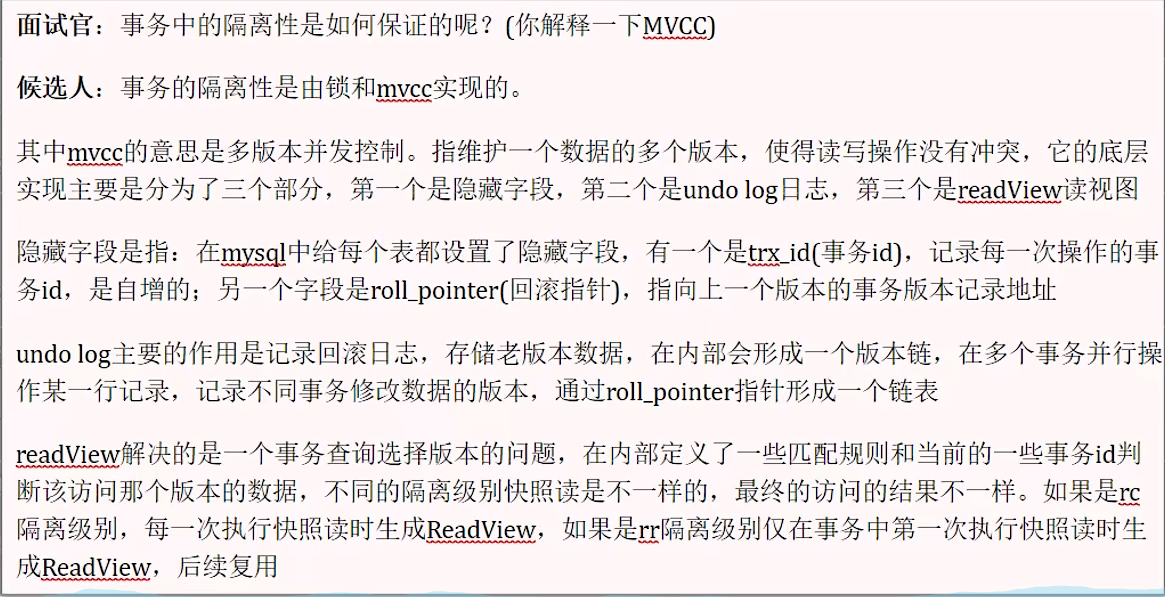 面试官：事务中的隔离性是如何保证的呢？(你解释一下MVCC)
候选人：事务的隔离性是由锁和mvcc实现的。
其中mvcc的意思是多版本并发控制。指维护一个数据的多个版本，使得读写操作没有冲突，它的底层
实现主要是分为了三个部分，第一个是隐藏字段，第二个是undo log日志，第三个是readView读视图
隐藏字段是指：在mysql中给每个表都设置了隐藏字段，有一个是trx_id(事务id)，记录每一次操作的事
务id，是自增的；另一个字段是roll_pointer(回滚指针)，指向上一个版本的事务版本记录地址
undo log主要的作用是记录回滚日志，存储老版本数据，在内部会形成一个版本链，在多个事务并行操
作某一行记录，记录不同事务修改数据的版本，通过roll_pointer指针形成一个链表
readView解决的是一个事务查询选择版本的问题，在内部定义了一些匹配规则和当前的一些事务id判
断该访问那个版本的数据，不同的隔离级别快照读是不一样的，最终的访问的结果不一样。如果是rc
隔离级别，每一次执行快照读时生成ReadView，如果是rr隔离级别仅在事务中第一次执行快照读时生
成ReadView，后续复用